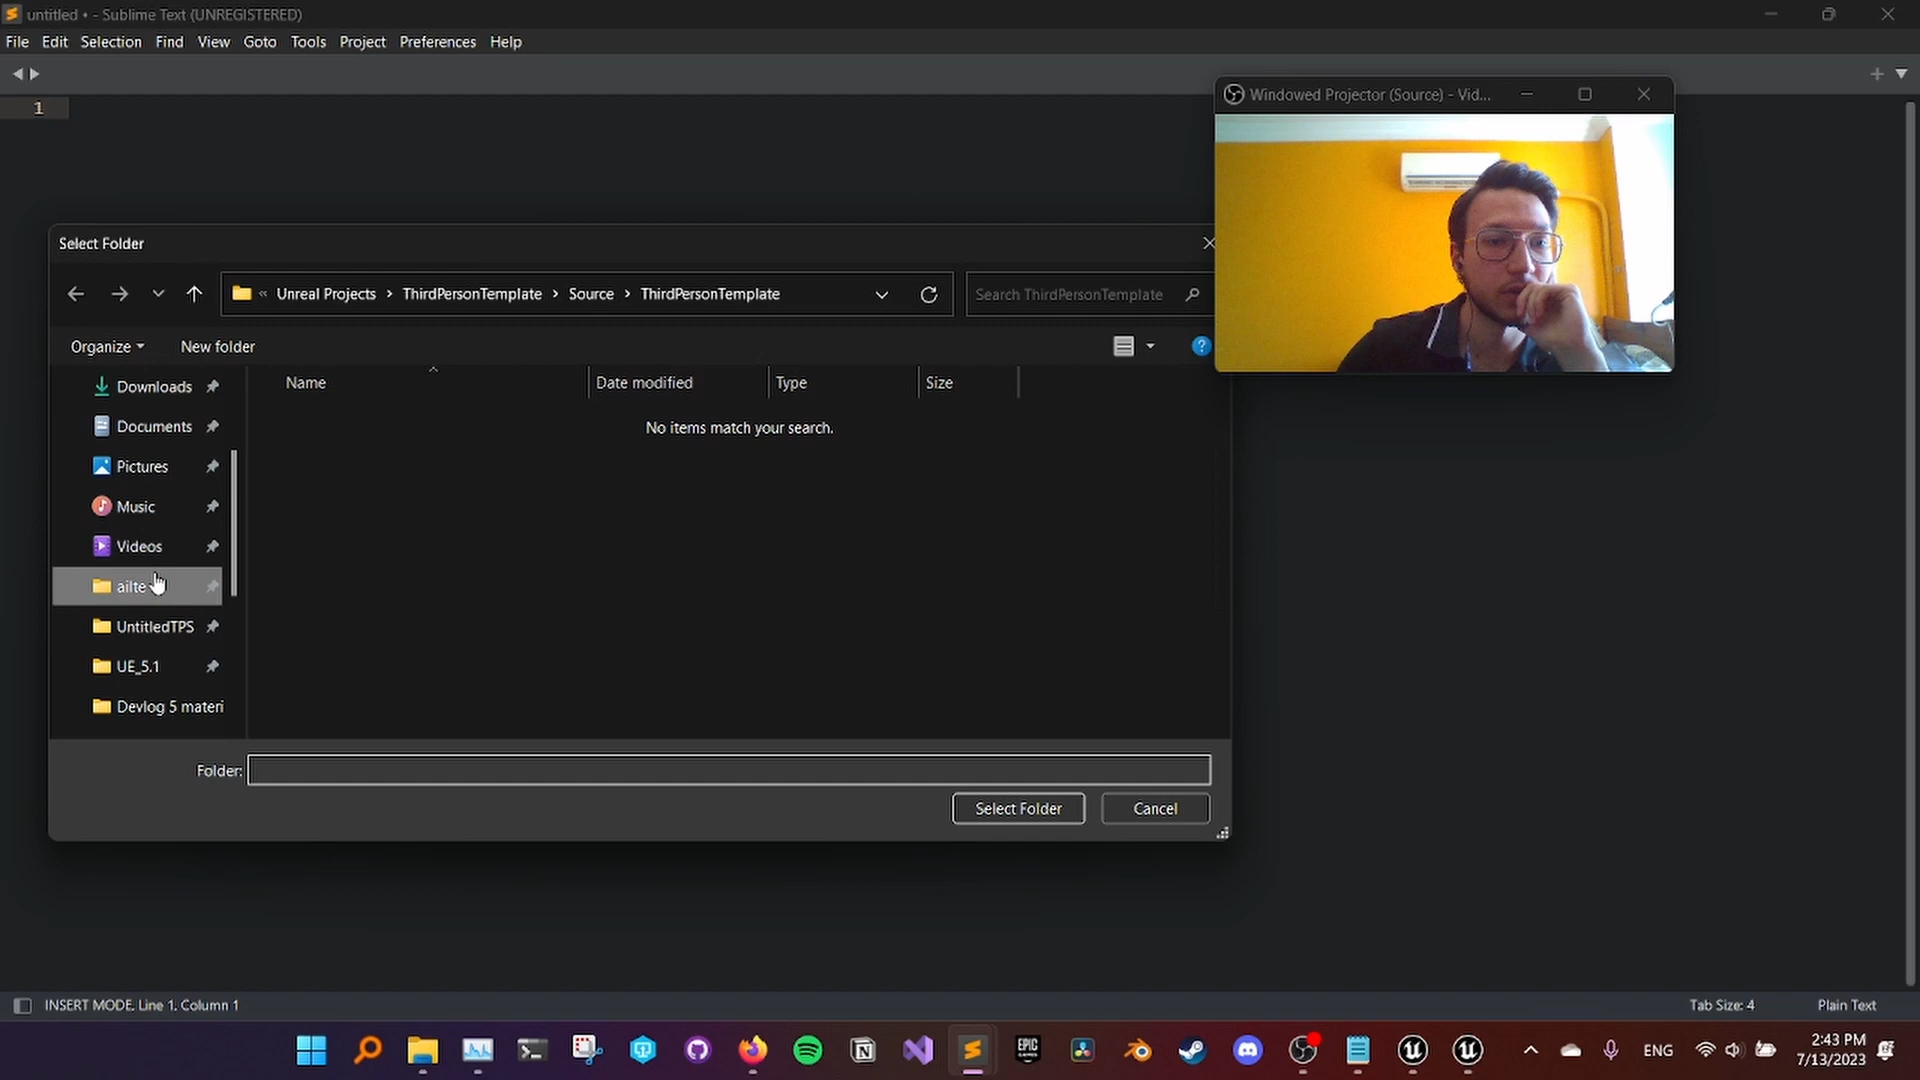 untitled • - Sublime Text (UNREGISTERED)
File Edit Selection Find View Goto Tools Project Preferences Help
1
Windowed Projector (Source) - Vid...
Select Folder
« Unreal Projects › ThirdPersonTemplate › Source › ThirdPersonTemplate
Search ThirdPersonTemplate
Organize New folder
?
Name Date modified Type Size
No items match your search.
Downloads
Documents
Pictures
Music
Videos
ailte
UntitledTPS
UE_5.1
Devlog 5 materi
Folder:
Select Folder Cancel
INSERT MODE, Line 1, Column 1
Tab Size: 4 Plain Text
EPIC GAMES
ENG
2:43 PM
7/13/2023